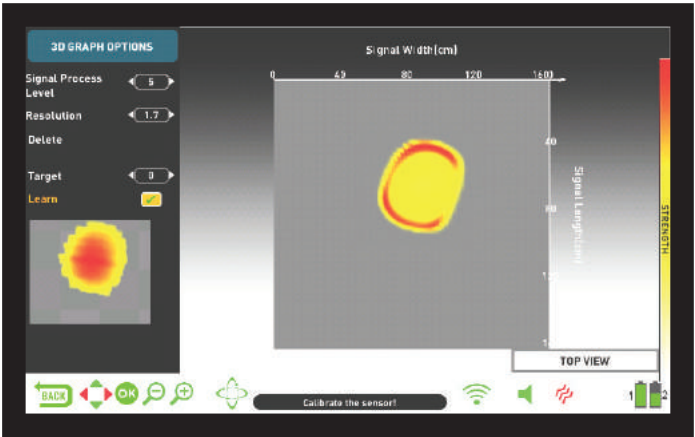 3D GRAPH OPTIONS
Signal Process
Level
5
Resolution
1.7
Delete
Target
0
Learn
Signal Width(cm)
0 40 80 120 160
40
80
STRENGTH
TOP VIEW
BACK
OK
Calibrate the sensor!
1
2